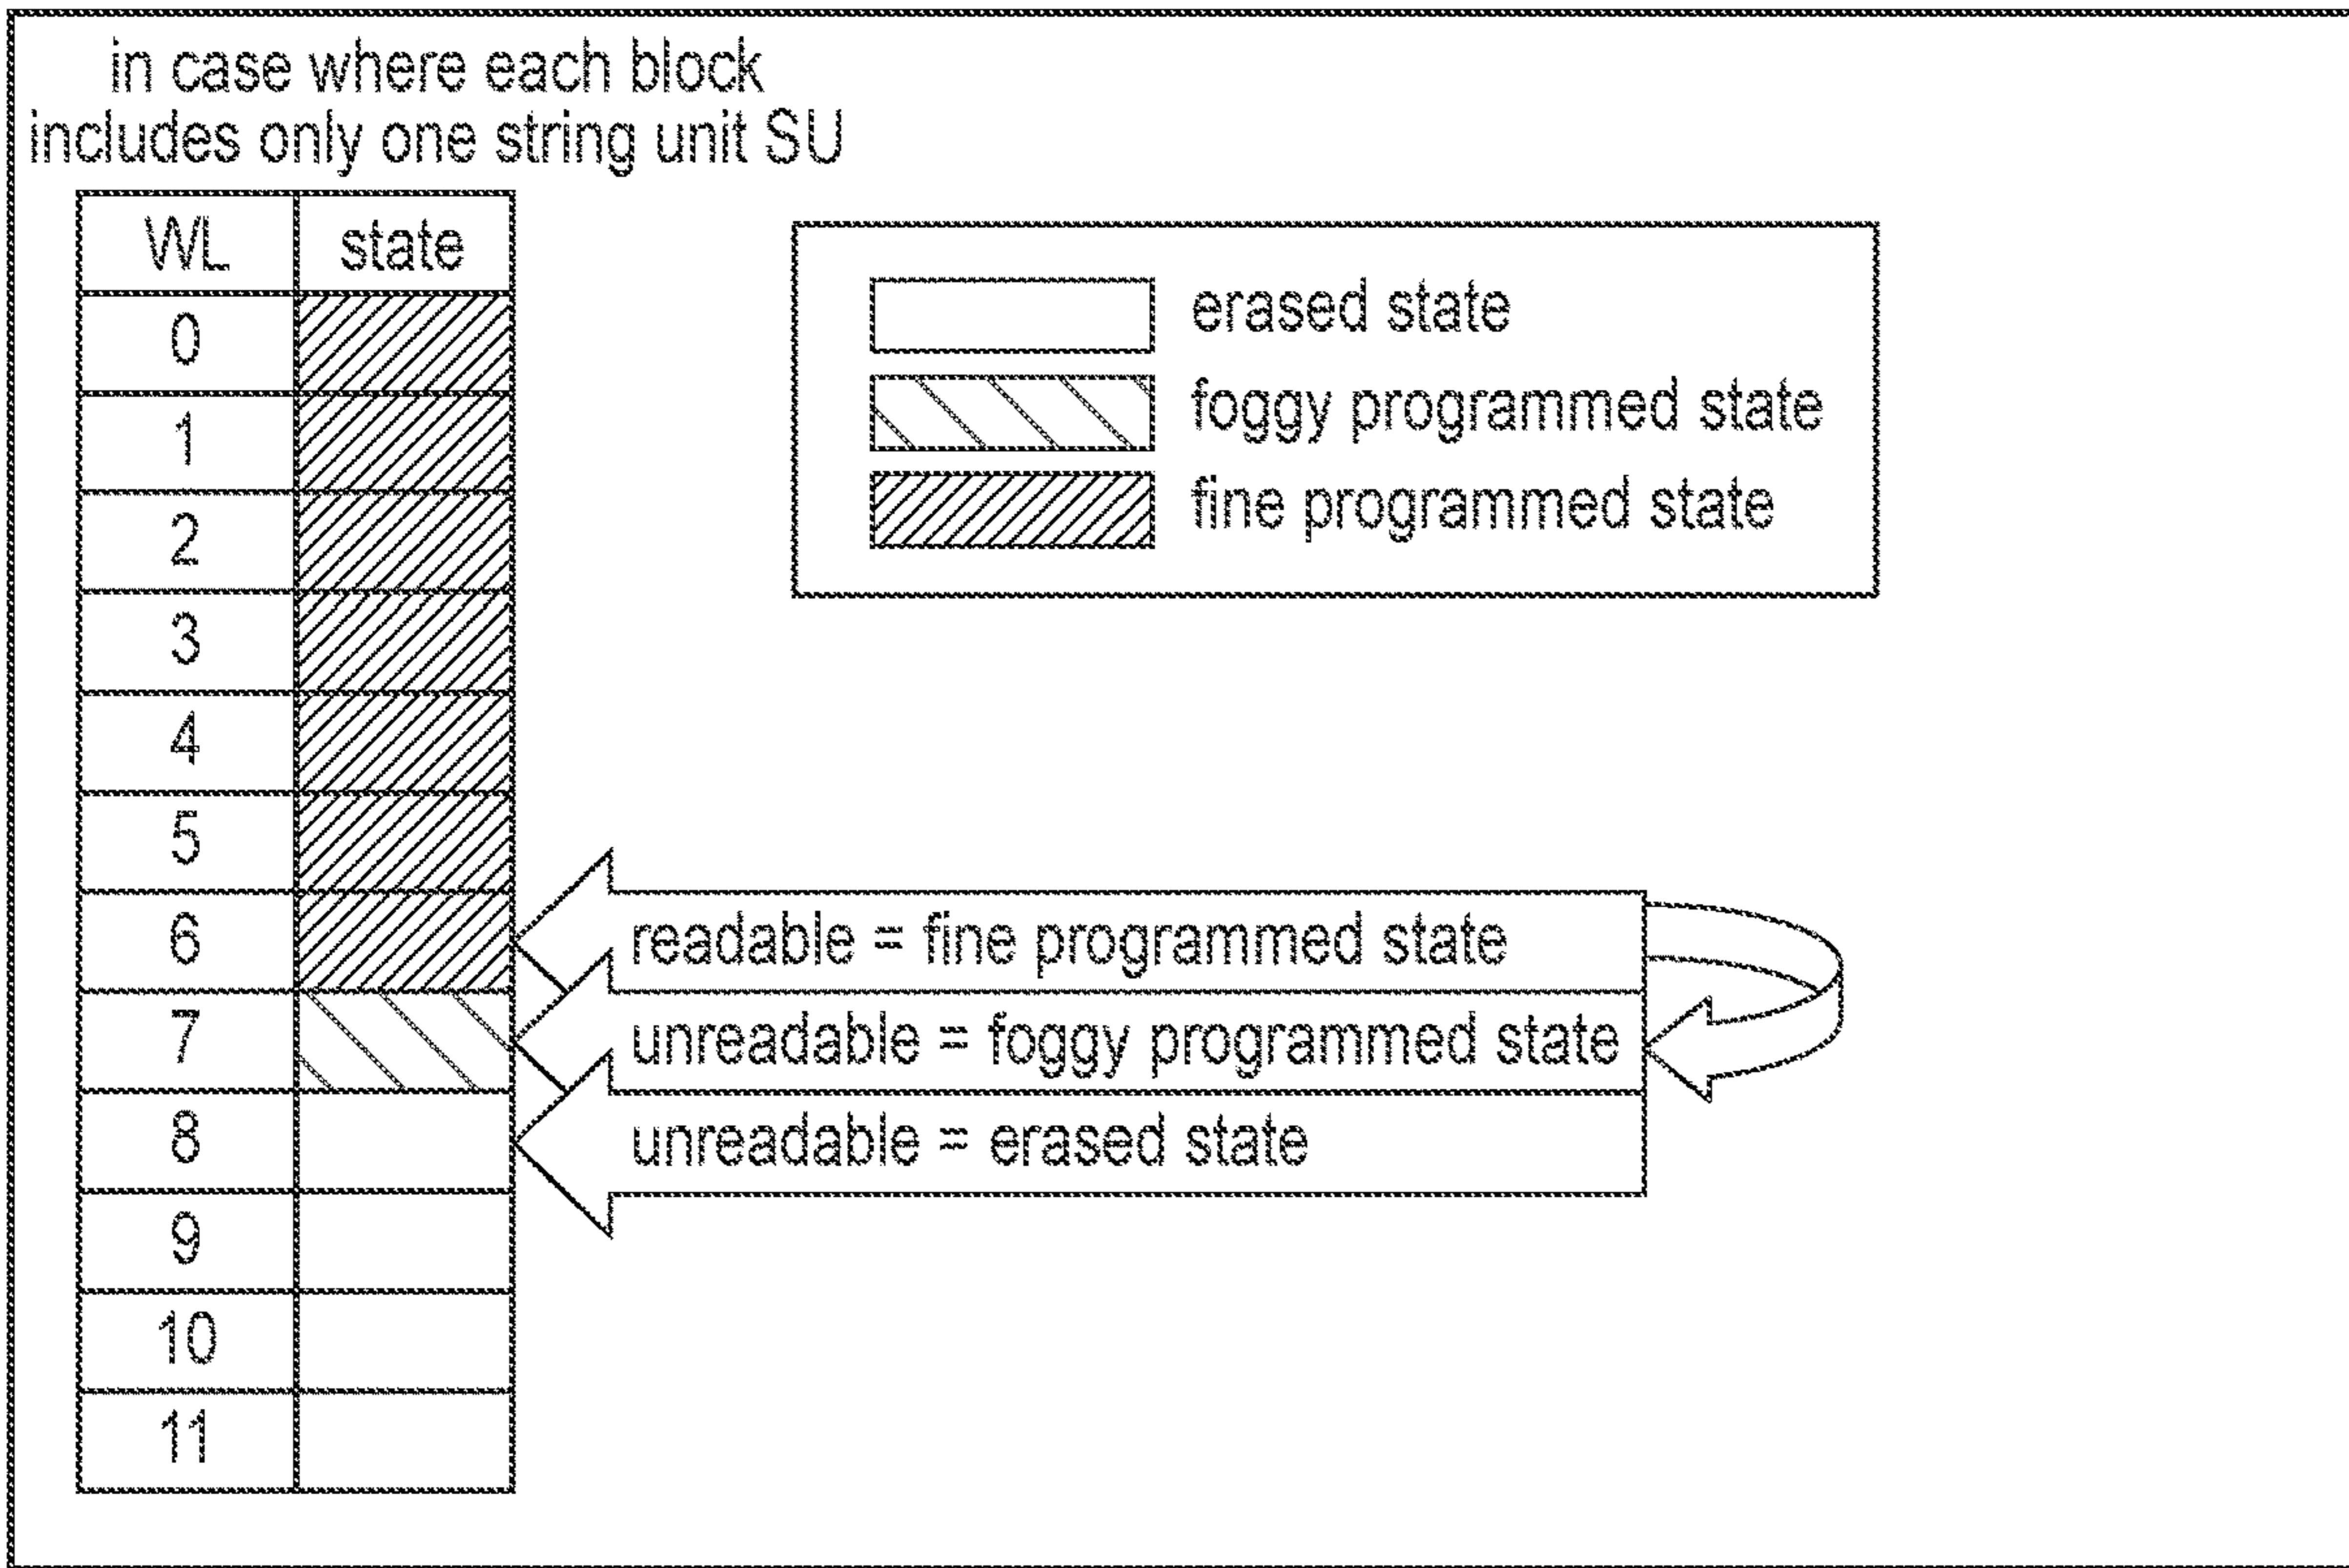 in case where each block
includes only one string unit SU
WL state
0
1
2
3
4
5
6
7
8
9
10
11
erased state
foggy programmed state
fine programmed state
readable = fine programmed state
unreadable = foggy programmed state
unreadable = erased state